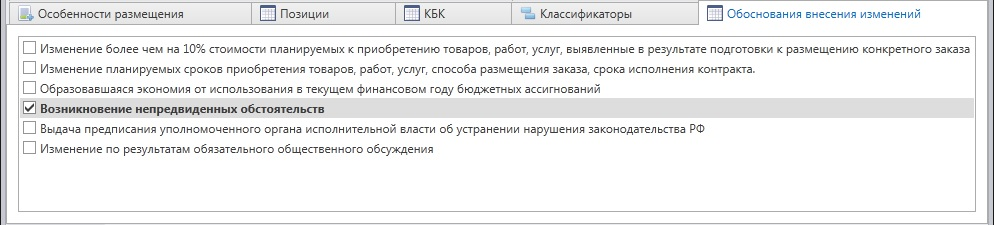 Особенности размещения
Позиции
КБК
Классификаторы
Обоснования внесения изменений
Изменение более чем на 10% стоимости планируемых к приобретению товаров, работ, услуг, выявленные в результате подготовки к размещению конкретного заказа
Изменение планируемых сроков приобретения товаров, работ, услуг, способа размещения заказа, срока исполнения контракта.
Образовавшаяся экономия от использования в текущем финансовом году бюджетных ассигнований
Возникновение непредвиденных обстоятельств
Выдача предписания уполномоченного органа исполнительной власти об устранении нарушения законодательства РФ
Изменение по результатам обязательного общественного обсуждения